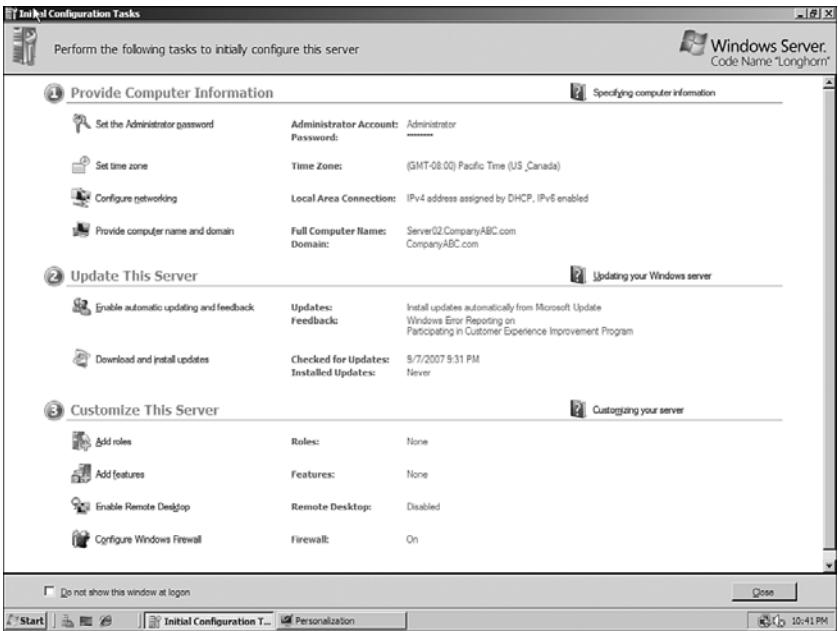 Initial Configuration Tasks
Perform the following tasks to initially configure this server
Windows Server.
Code Name "Longhorn"
1 Provide Computer Information
Specifying computer information
Set the Administrator password
Administrator Account: Administrator
Password: ********
Set time zone
Time Zone: (GMT-08:00) Pacific Time (US_Canada)
Configure networking
Local Area Connection: IPv4 address assigned by DHCP, IPv6 enabled
Provide computer name and domain
Full Computer Name: Server02.CompanyABC.com
Domain: CompanyABC.com
2 Update This Server
Updating your Windows server
Enable automatic updating and feedback
Updates: Install updates automatically from Microsoft Update
Feedback: Windows Error Reporting on
Participating in Customer Experience Improvement Program
Download and install updates
Checked for Updates: 9/7/2007 9:31 PM
Installed Updates: Never
3 Customize This Server
Customizing your server
Add roles
Roles: None
Add features
Features: None
Enable Remote Desktop
Remote Desktop: Disabled
Configure Windows Firewall
Firewall: On
Do not show this window at logon
Close
Start
Initial Configuration T...
Personalization
10:41 PM